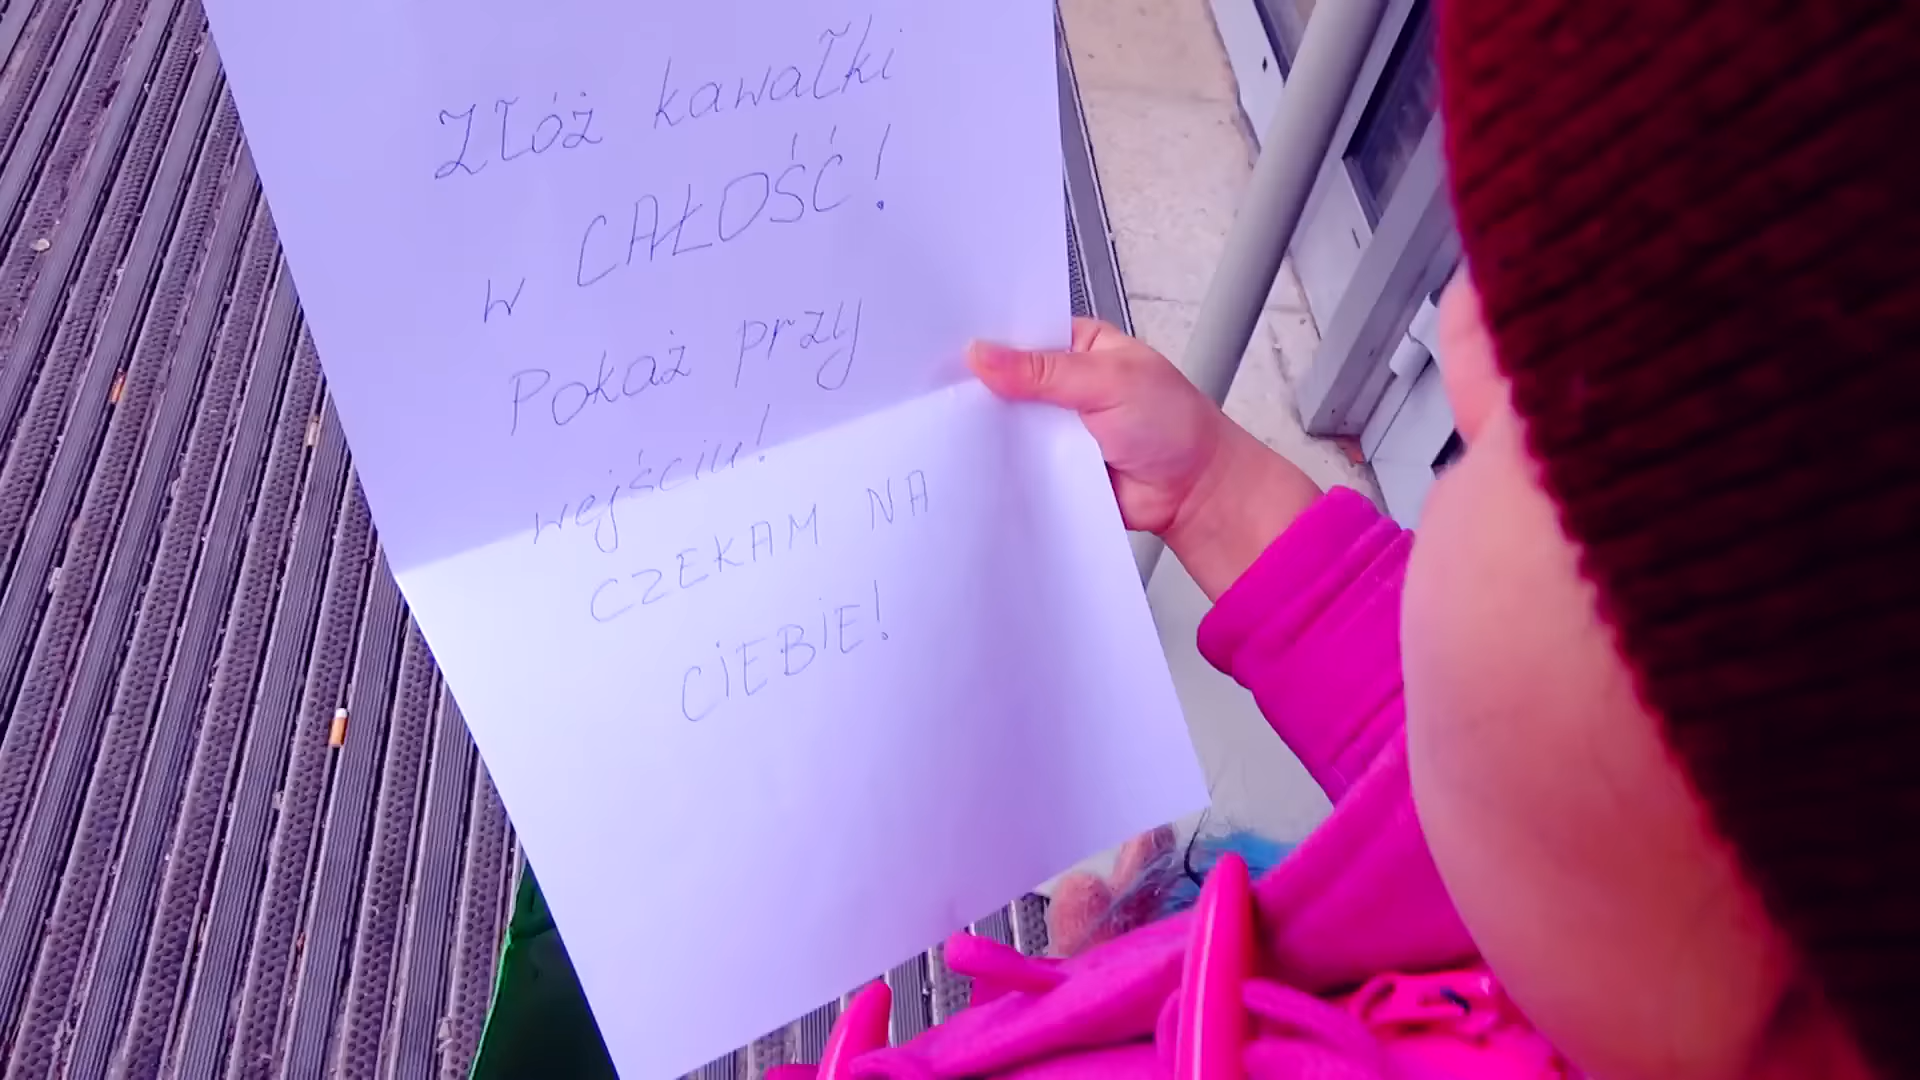 Złóż kawałki
w CAŁOŚĆ!
Pokaż przy
wejściu!
CZEKAM NA
CIEBIE!